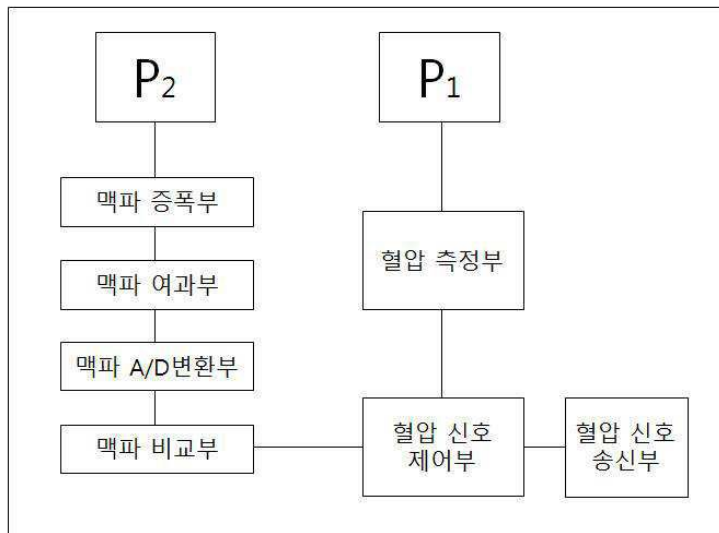 P2
P1
맥파 증폭부
혈압 측정부
맥파 여과부
맥파 A/D변환부
맥파 비교부
혈압 신호
제어부
혈압 신호
송신부